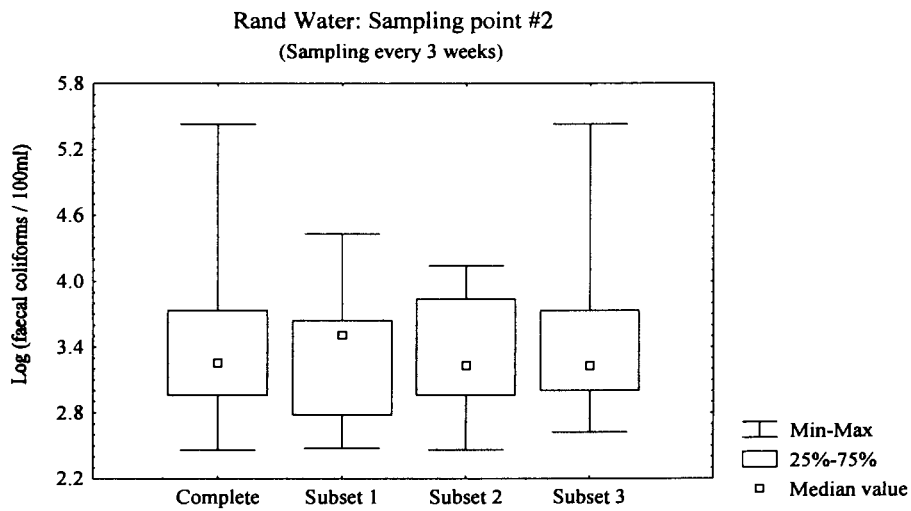 Rand Water: Sampling point #2
(Sampling every 3 weeks)
Log (faecal coliforms / 100ml)
5.8
5.2
4.6
4.0
3.4
2.8
2.2
Complete
Subset 1
Subset 2
Subset 3
Min-Max
25%-75%
Median value